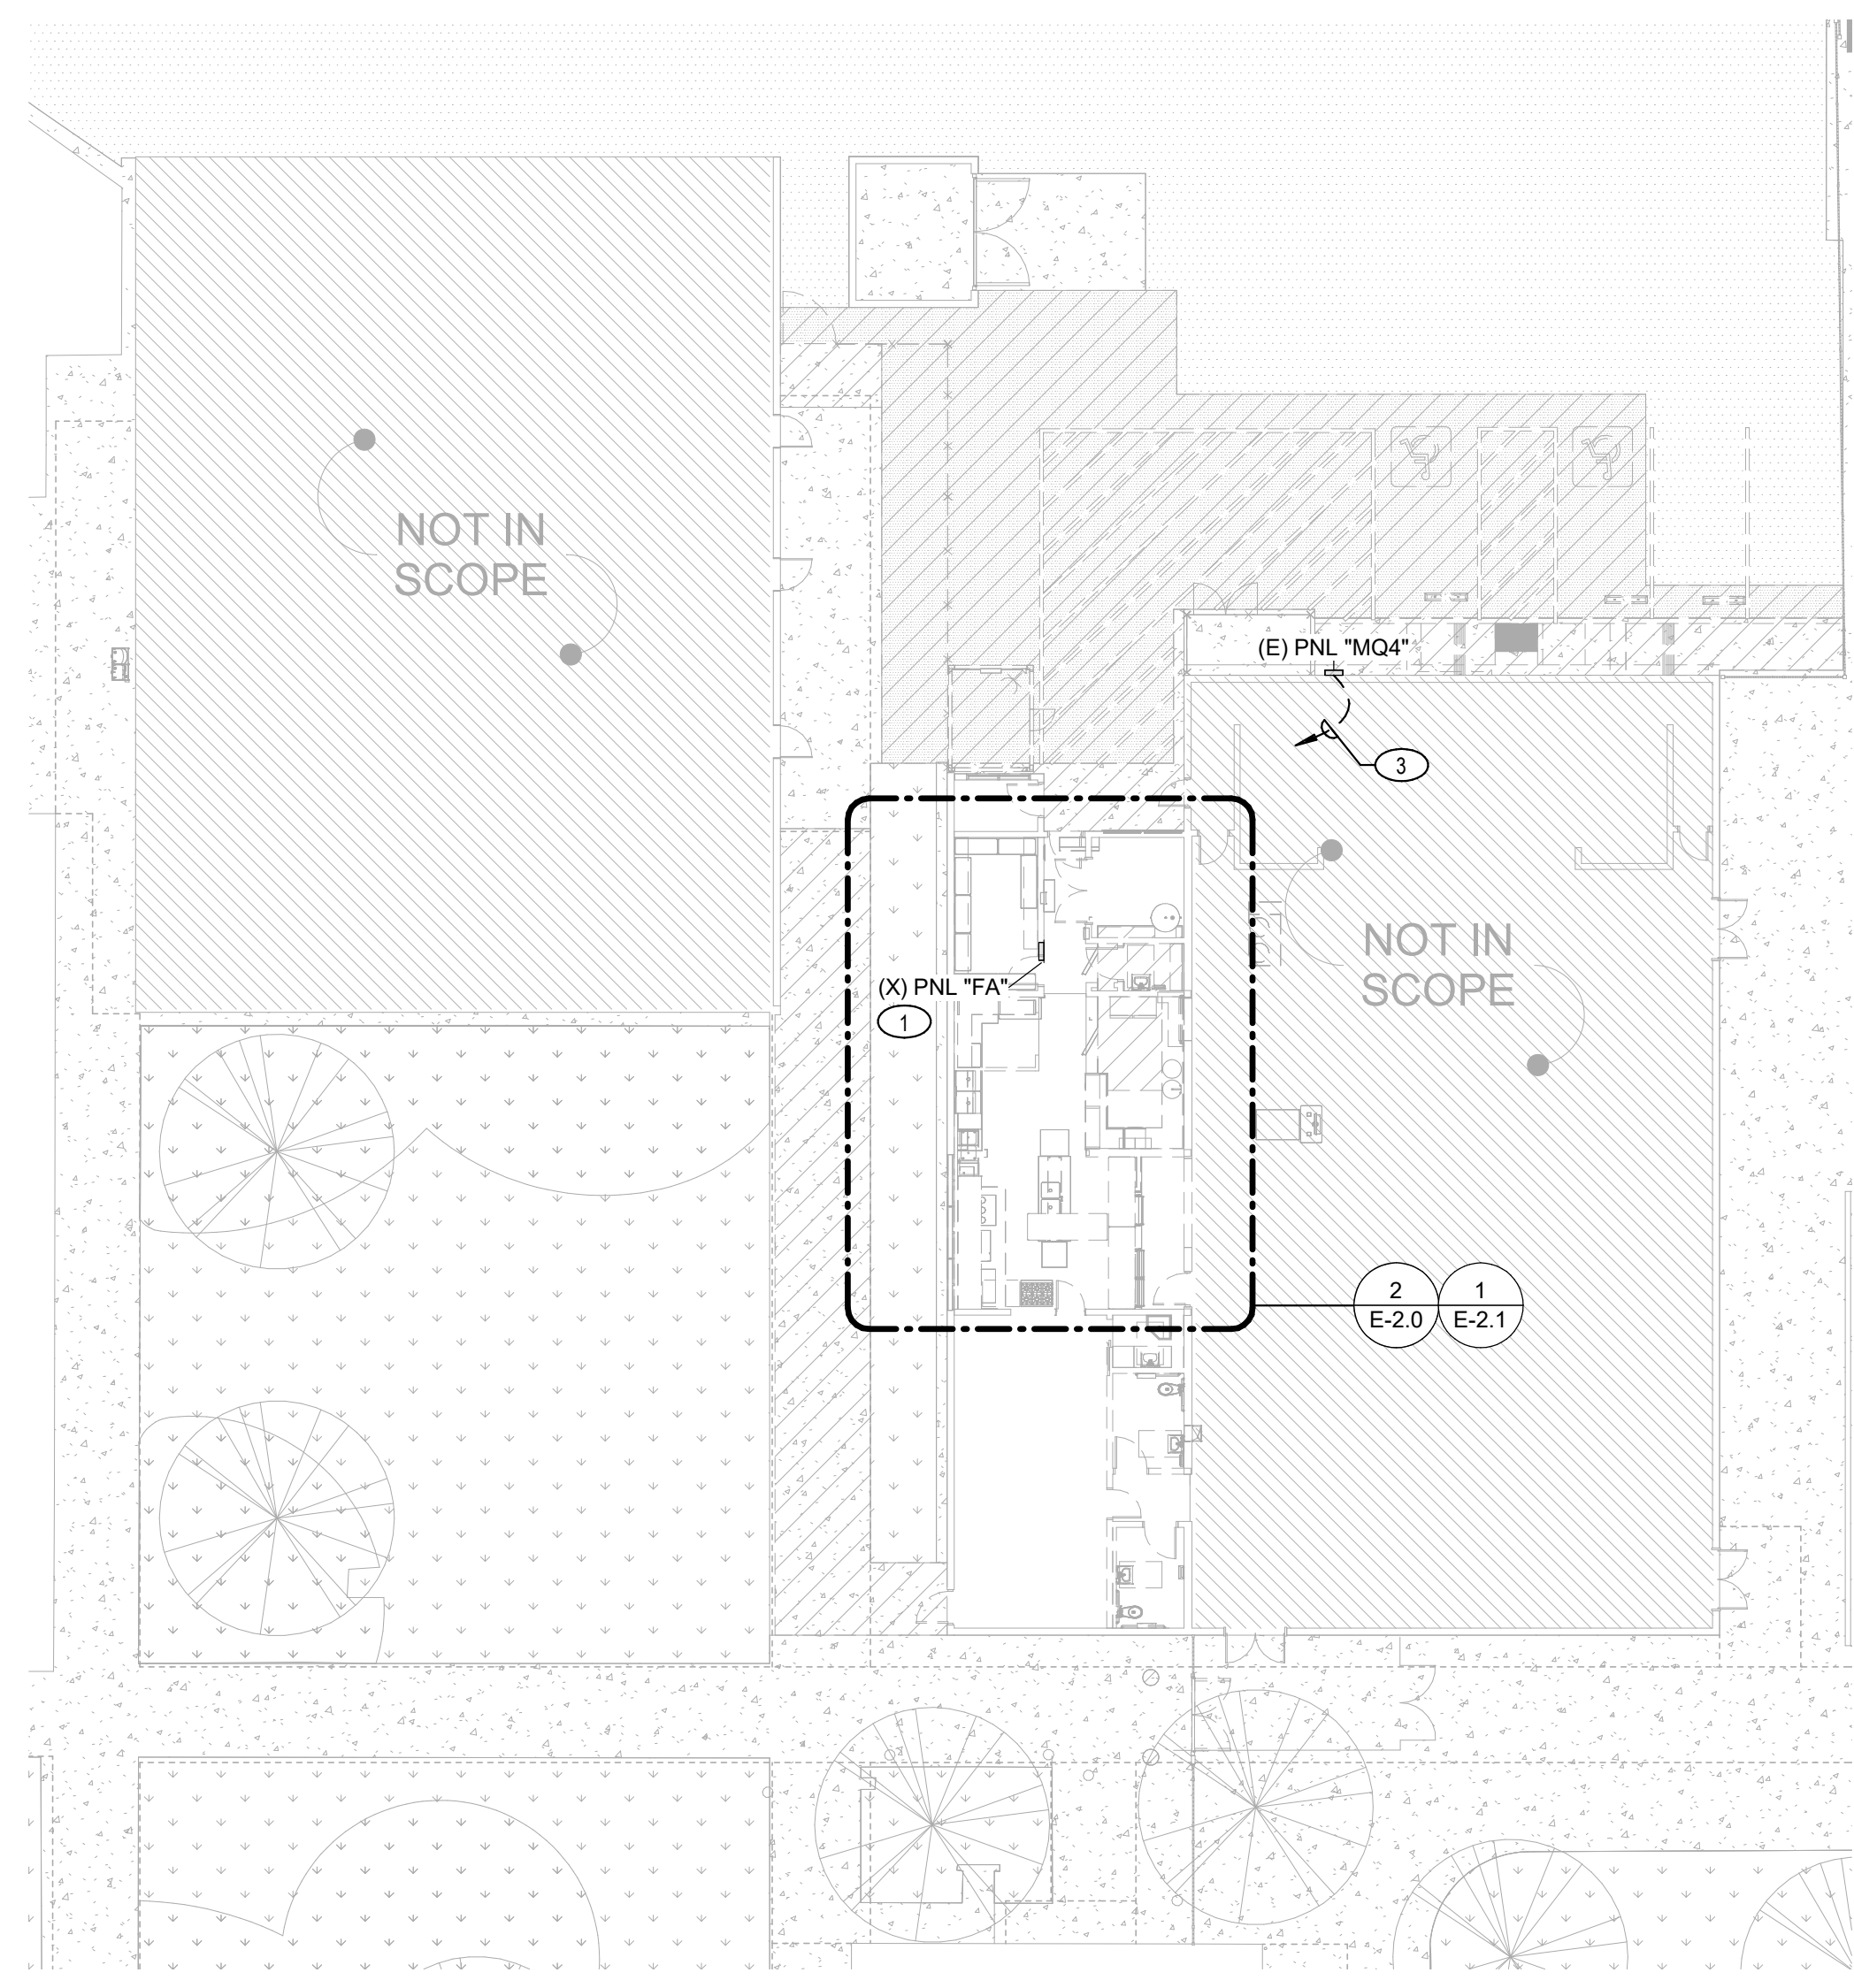 NOT IN
SCOPE
(E) PNL "MQ4"
3
(X) PNL "FA"
1
NOT IN
SCOPE
2
E-2.0
1
E-2.1